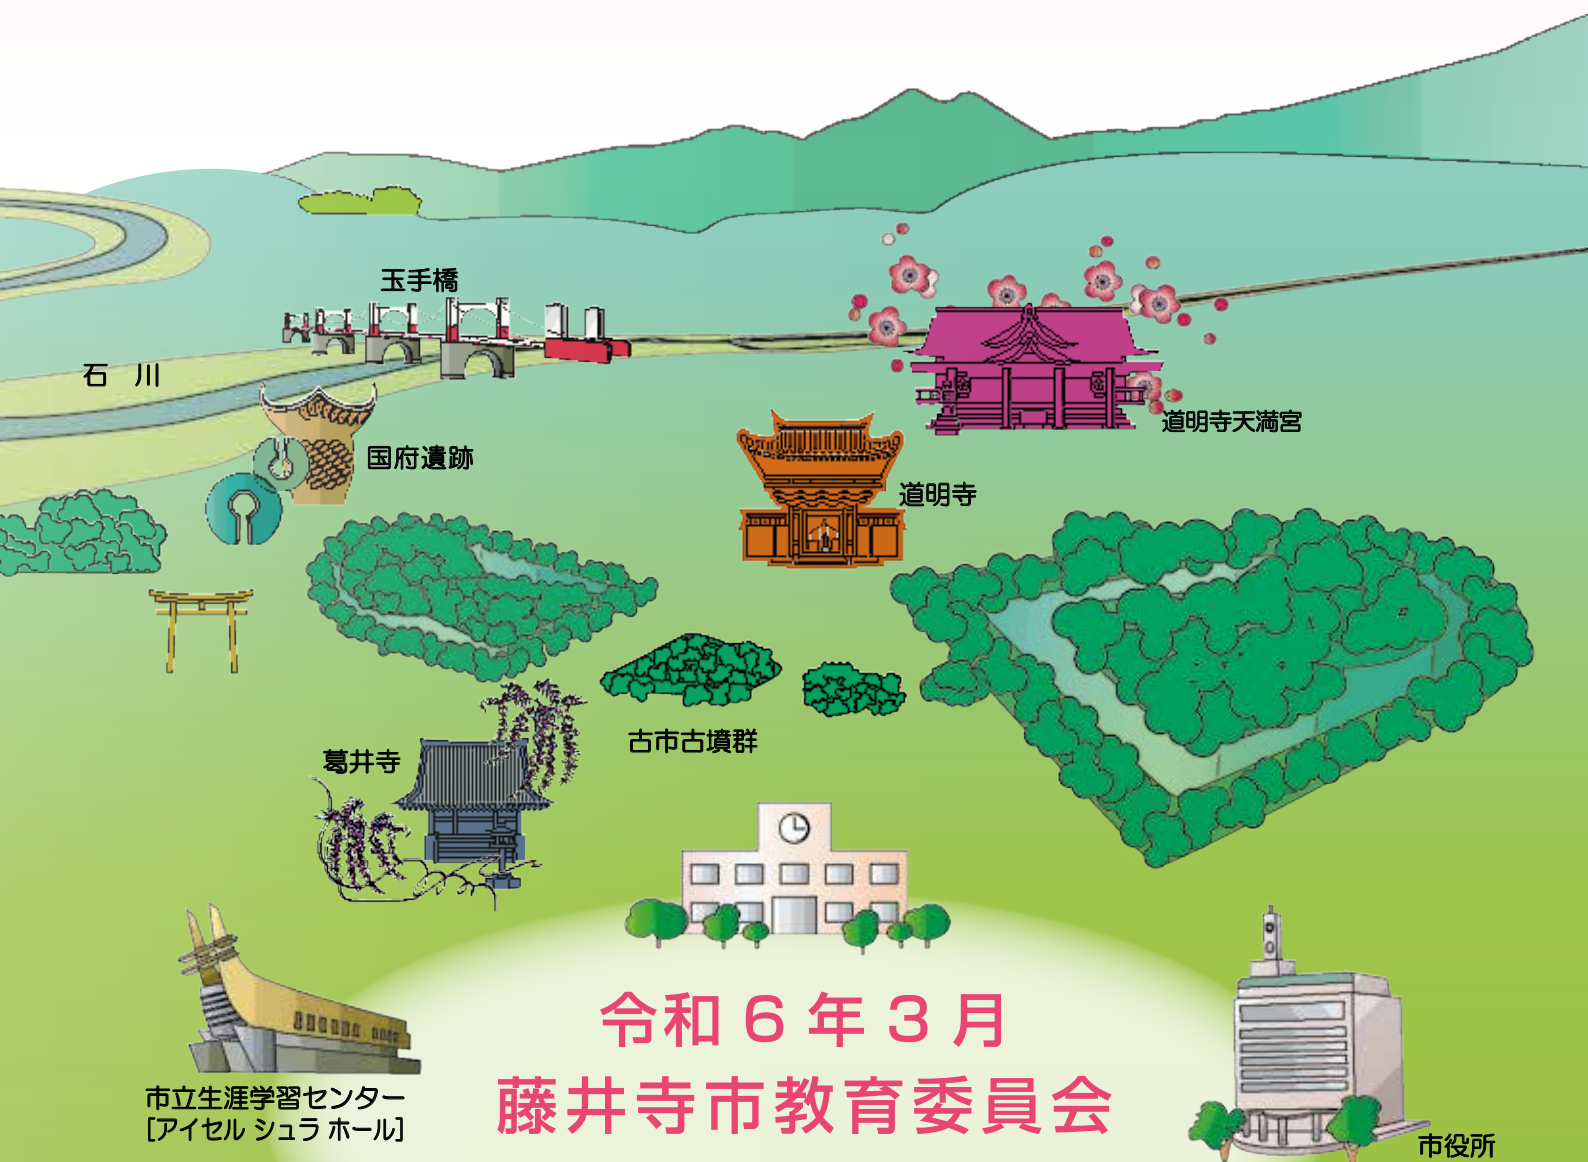 玉手橋
石　川
道明寺天満宮
国府遺跡
道明寺
古市古墳群
葛井寺
令和６年３月
藤井寺市教育委員会
市立生涯学習センター
［アイセル シュラ ホール］
市役所